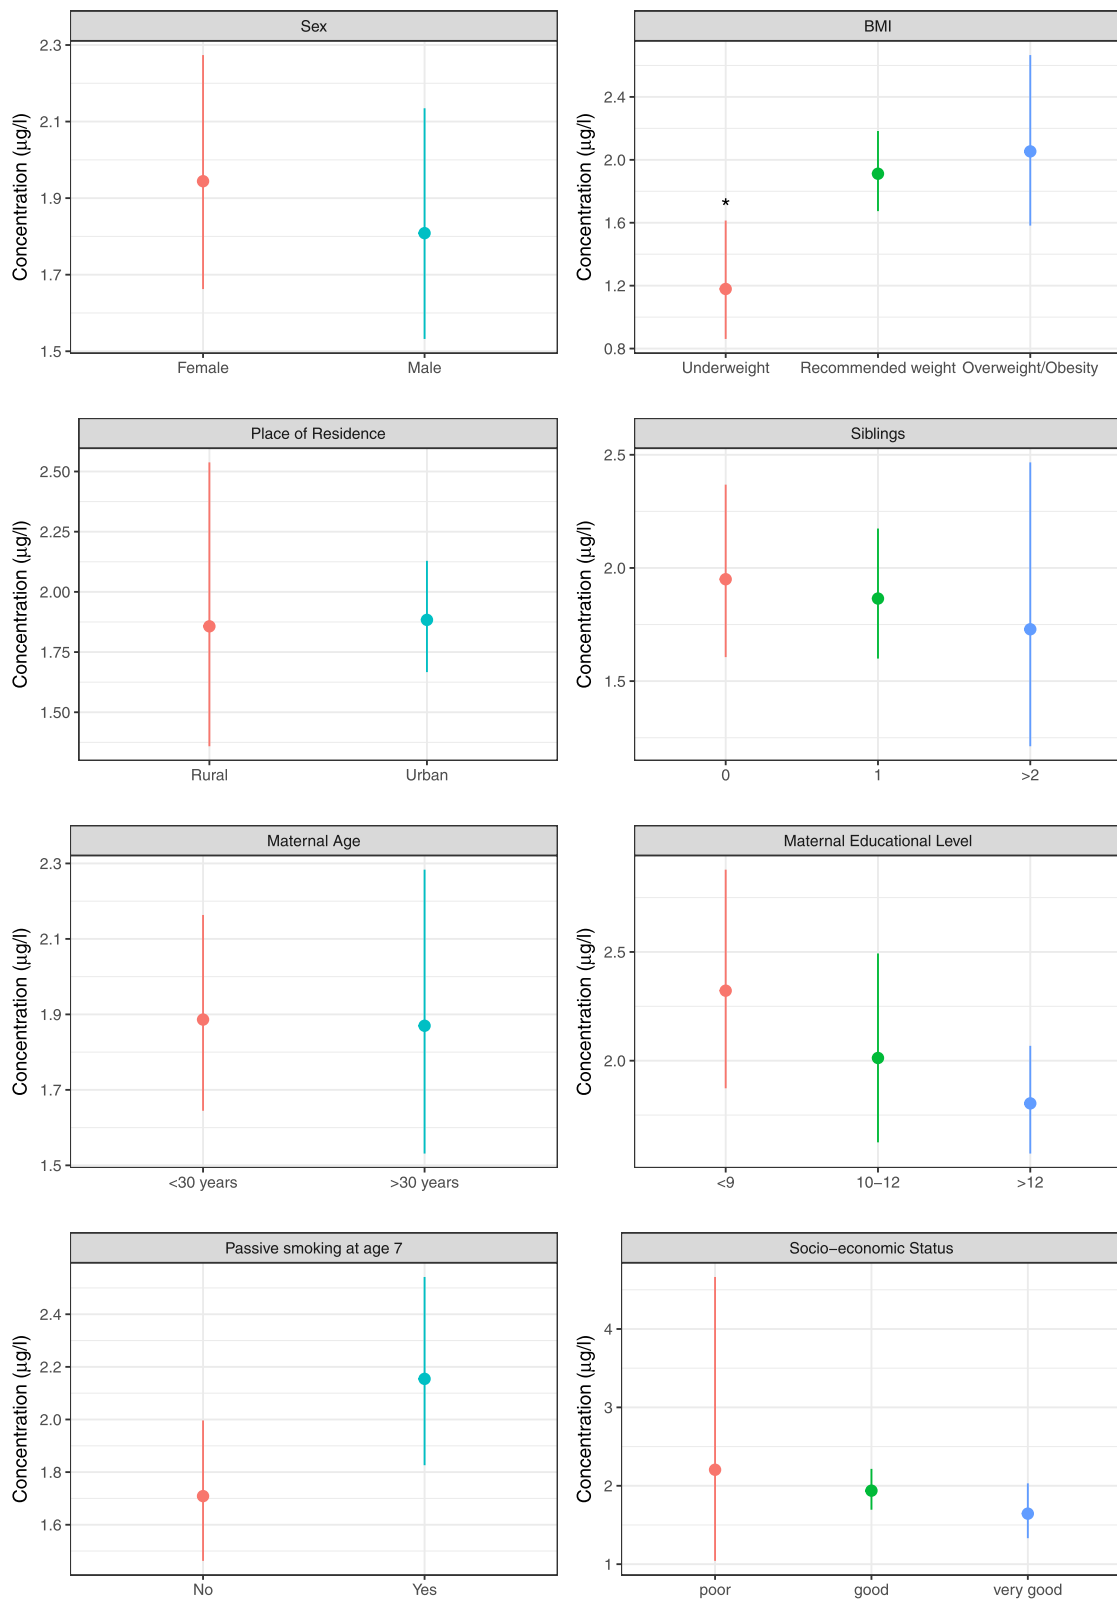 Sex
Concentration (μg/l)
2.3
2.1
1.9
1.7
1.5
Female Male
BMI
Concentration (μg/l)
2.4
2.0
1.6
1.2
0.8
*
Underweight Recommended weight Overweight/Obesity
Place of Residence
Concentration (μg/l)
2.50
2.25
2.00
1.75
1.50
Rural Urban
Siblings
Concentration (μg/l)
2.5
2.0
1.5
0 1 >2
Maternal Age
Concentration (μg/l)
2.3
2.1
1.9
1.7
1.5
<30 years >30 years
Maternal Educational Level
Concentration (μg/l)
2.5
2.0
<9 10−12 >12
Passive smoking at age 7
Concentration (μg/l)
2.4
2.2
2.0
1.8
1.6
No Yes
Socio−economic Status
Concentration (μg/l)
4
3
2
1
poor good very good